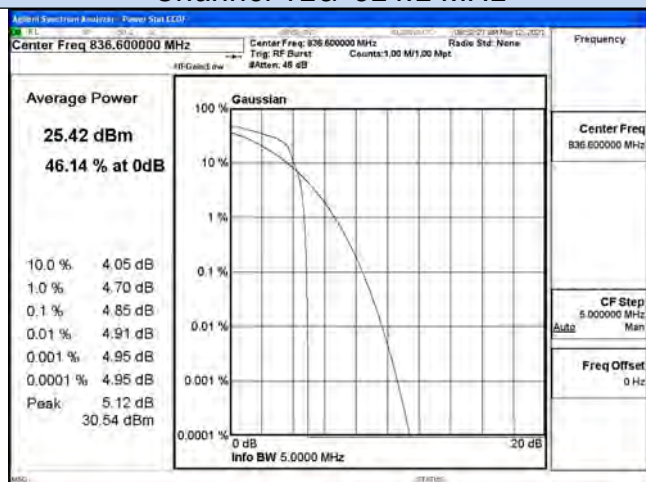 Agilent Spectrum Analyzer - Power Stat CCDF
Center Freq 836.600000 MHz
Center Freq: 836.600000 MHz
Radio Std: None
Trig: RF Burst
Counts:1.00 M/1.00 Mpt
#IFGain:Low
#Atten: 46 dB
Frequency
Average Power
25.42 dBm
46.14 % at 0dB
10.0 % 4.05 dB
1.0 % 4.70 dB
0.1 % 4.85 dB
0.01 % 4.91 dB
0.001 % 4.95 dB
0.0001 % 4.95 dB
Peak 5.12 dB
30.54 dBm
Gaussian
100 %
10 %
1 %
0.1 %
0.01 %
0.001 %
0.0001 %
0 dB
20 dB
Info BW 5.0000 MHz
Center Freq
836.600000 MHz
CF Step
5.000000 MHz
Auto Man
Freq Offset
0 Hz
MSG
STATUS